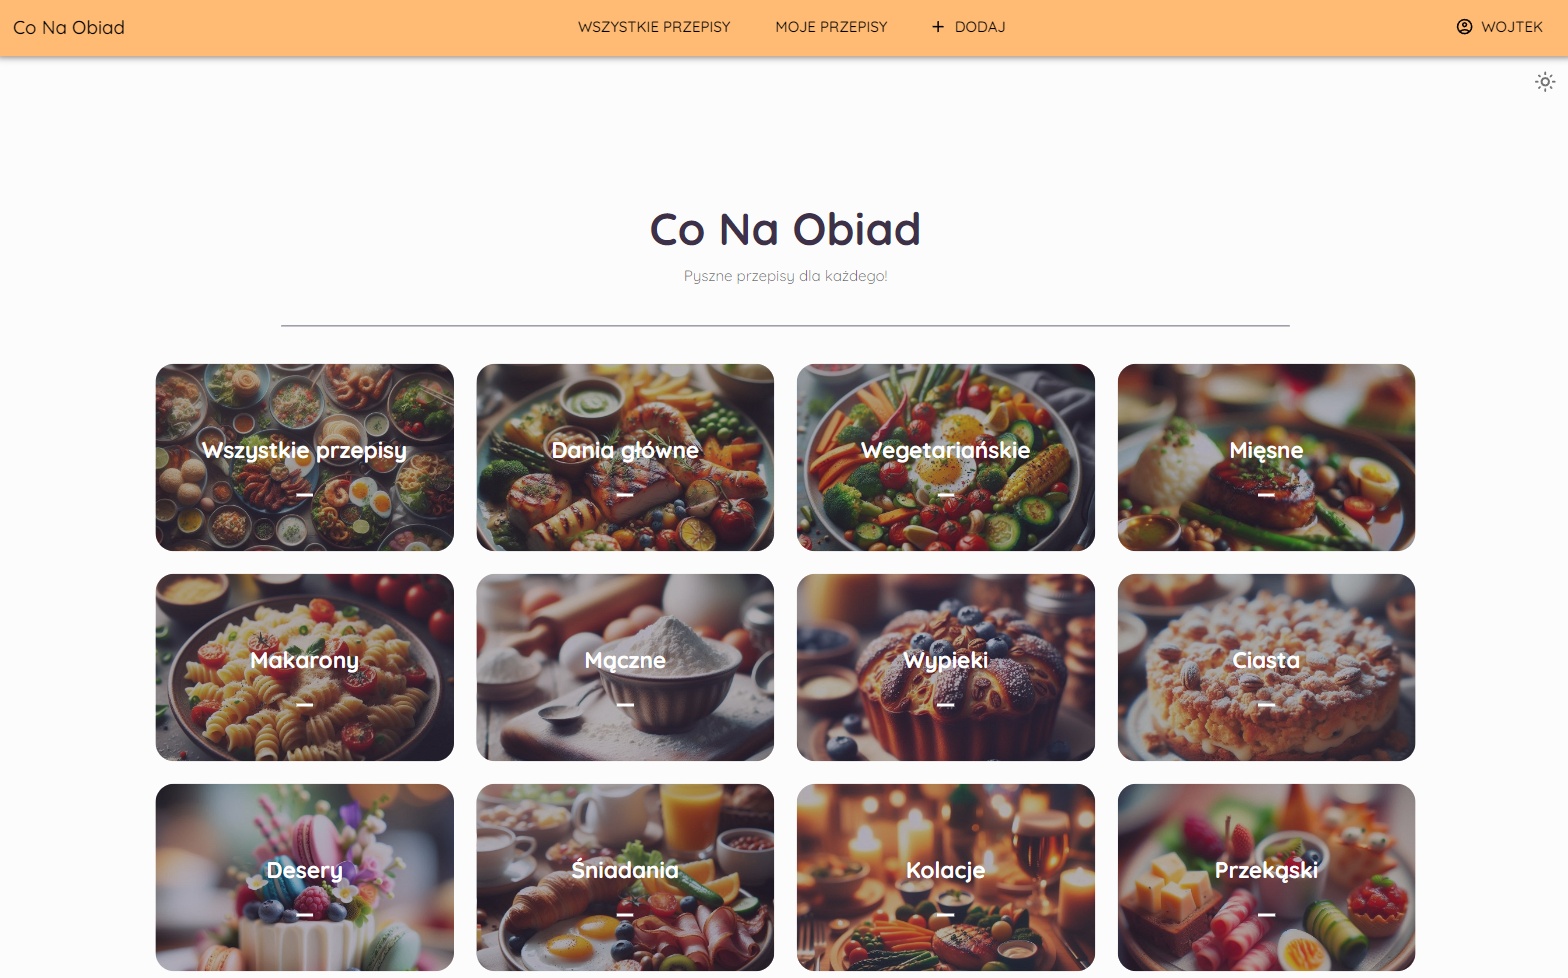 Co Na Obiad
WSZYSTKIE PRZEPISY
MOJE PRZEPISY
+ DODAJ
WOJTEK
Co Na Obiad
Pyszne przepisy dla każdego!
Wszystkie przepisy
Dania główne
Wegetariańskie
Mięsne
Makarony
Mączne
Wypieki
Ciasta
Desery
Śniadania
Kolacje
Przekąski